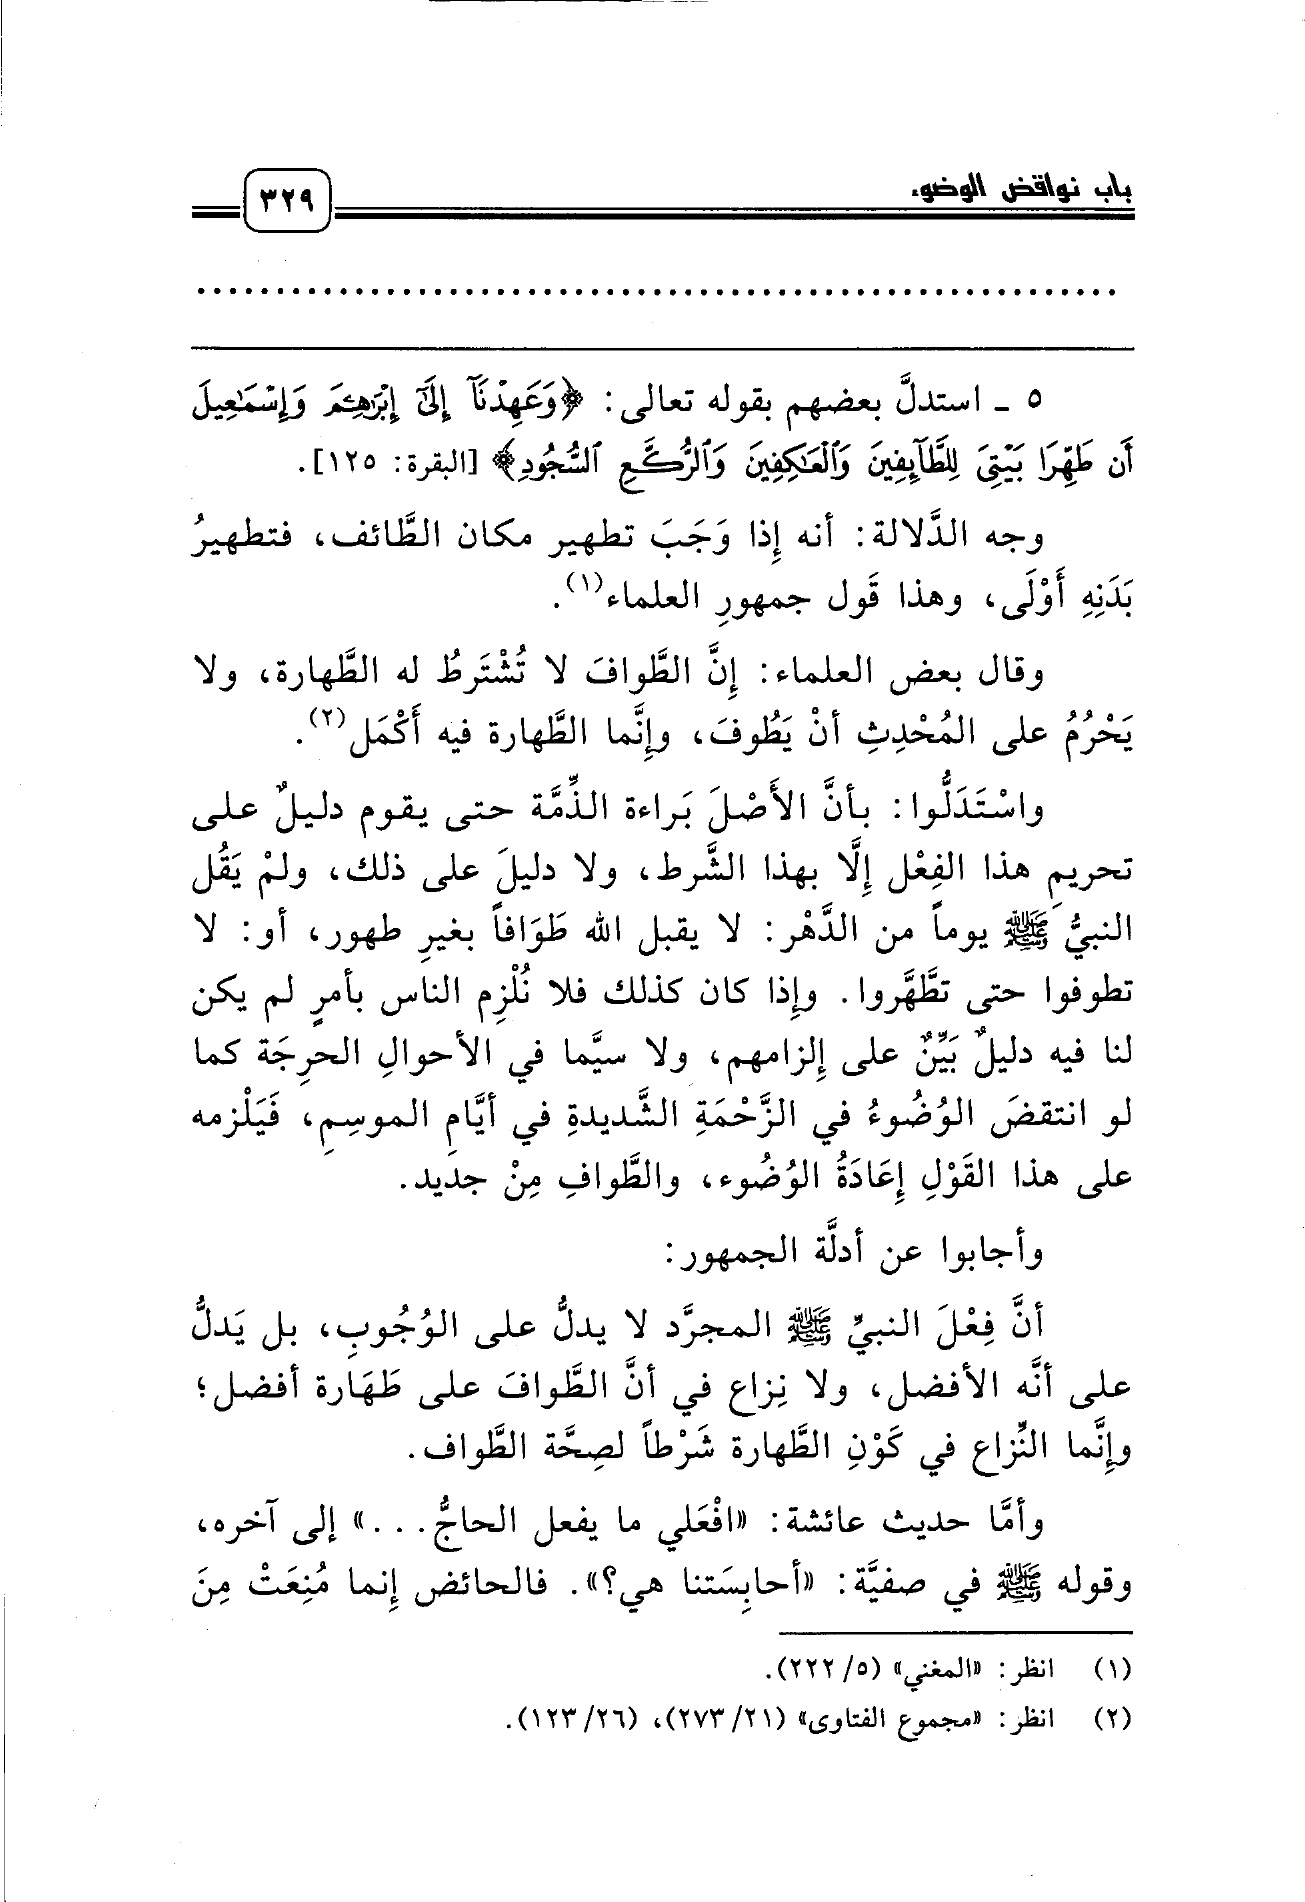 باب نواقض الوضوء
٣٢٩
............................................................
٥ ـ استدلَّ بعضهم بقوله تعالى: ﴿وَعَهِدْنَآ إِلَىٰٓ إِبْرَٰهِـۧمَ وَإِسْمَٰعِيلَ
أَن طَهِّرَا بَيْتِىَ لِلطَّآئِفِينَ وَٱلْعَٰكِفِينَ وَٱلرُّكَّعِ ٱلسُّجُودِ﴾ [البقرة: ١٢٥].
وجه الدَّلالة: أنه إِذا وَجَبَ تطهير مكان الطَّائف، فتطهيرُ
بَدَنِهِ أَوْلَى، وهذا قَول جمهورِ العلماء(١).
وقال بعض العلماء: إِنَّ الطَّوافَ لا تُشْتَرطُ له الطَّهارة، ولا
يَحْرُمُ على المُحْدِثِ أنْ يَطُوفَ، وإِنَّما الطَّهارة فيه أَكْمَل(٢).
واسْتَدَلُّوا: بأنَّ الأَصْلَ بَراءة الذِّمَّة حتى يقوم دليلٌ على
تحريمِ هذا الفِعْل إِلَّا بهذا الشَّرط، ولا دليلَ على ذلك، ولمْ يَقُل
النبيُّ ﷺ يوماً من الدَّهْر: لا يقبل الله طَوَافاً بغيرِ طهور، أو: لا
تطوفوا حتى تطَّهَّروا. وإِذا كان كذلك فلا نُلْزِم الناس بأمرٍ لم يكن
لنا فيه دليلٌ بَيِّنٌ على إِلزامهم، ولا سيَّما في الأحوالِ الحرِجَة كما
لو انتقضَ الوُضُوءُ في الزَّحْمَةِ الشَّديدةِ في أيَّامِ الموسِمِ، فَيَلْزمه
على هذا القَوْلِ إِعَادَةُ الوُضُوء، والطَّوافِ مِنْ جديد.
وأجابوا عن أدلَّة الجمهور:
أنَّ فِعْلَ النبيِّ ﷺ المجرَّد لا يدلُّ على الوُجُوبِ، بل يَدلُّ
على أنَّه الأفضل، ولا نِزاع في أنَّ الطَّوافَ على طَهَارة أفضل؛
وإِنَّما النِّزاع في كَوْنِ الطَّهارة شَرْطاً لصِحَّة الطَّواف.
وأمَّا حديث عائشة: «افْعَلي ما يفعل الحاجُّ...» إلى آخره،
وقوله ﷺ في صفيَّة: «أحابِسَتنا هي؟». فالحائض إِنما مُنِعَتْ مِنَ
(١) انظر: «المغني» (٥/ ٢٢٢).
(٢) انظر: «مجموع الفتاوى» (٢١/ ٢٧٣)، (٢٦/ ١٢٣).